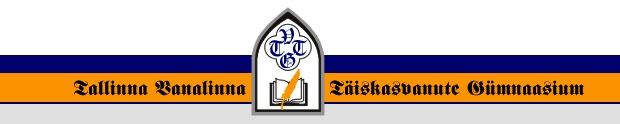 Tallinna Vanalinna Täiskasvanute Gümnaasium
V
T T
G